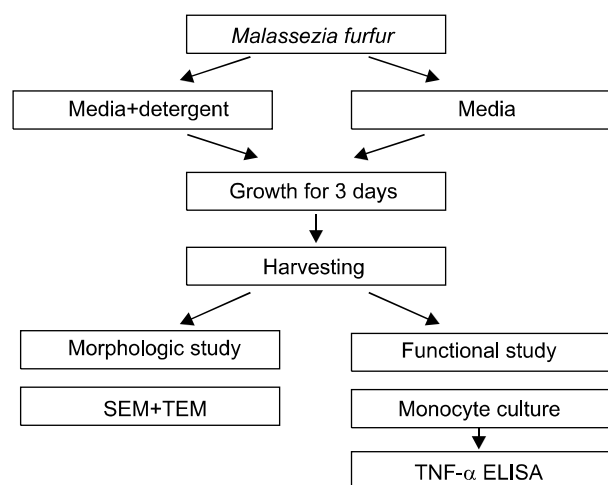 Malassezia furfur
Media+detergent
Media
Growth for 3 days
Harvesting
Morphologic study
Functional study
SEM+TEM
Monocyte culture
TNF-α ELISA